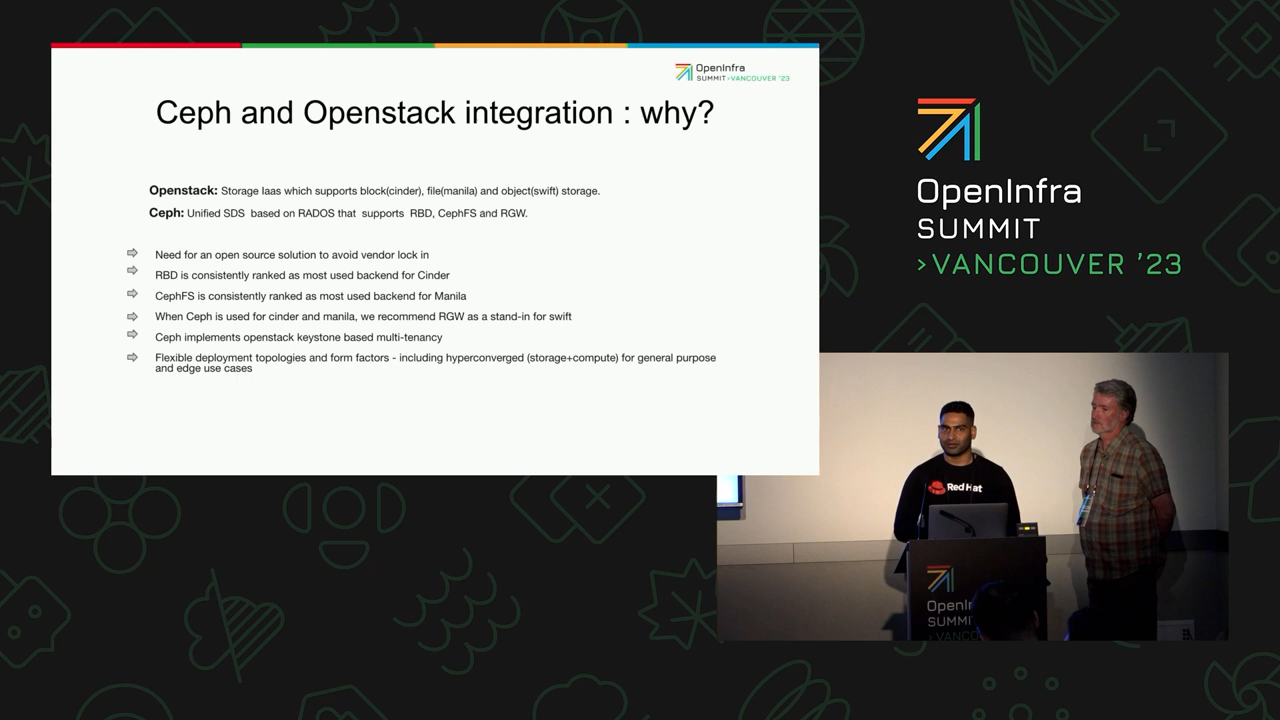 OpenInfra
SUMMIT >VANCOUVER '23
Ceph and Openstack integration : why?
Openstack: Storage Iaas which supports block(cinder), file(manila) and object(swift) storage.
Ceph: Unified SDS based on RADOS that supports RBD, CephFS and RGW.
Need for an open source solution to avoid vendor lock in
RBD is consistently ranked as most used backend for Cinder
CephFS is consistently ranked as most used backend for Manila
When Ceph is used for cinder and manila, we recommend RGW as a stand-in for swift
Ceph implements openstack keystone based multi-tenancy
Flexible deployment topologies and form factors - including hyperconverged (storage+compute) for general purpose
and edge use cases
OpenInfra
SUMMIT
>VANCOUVER '23
Red Hat
OpenInf
SUMM
>VANCO